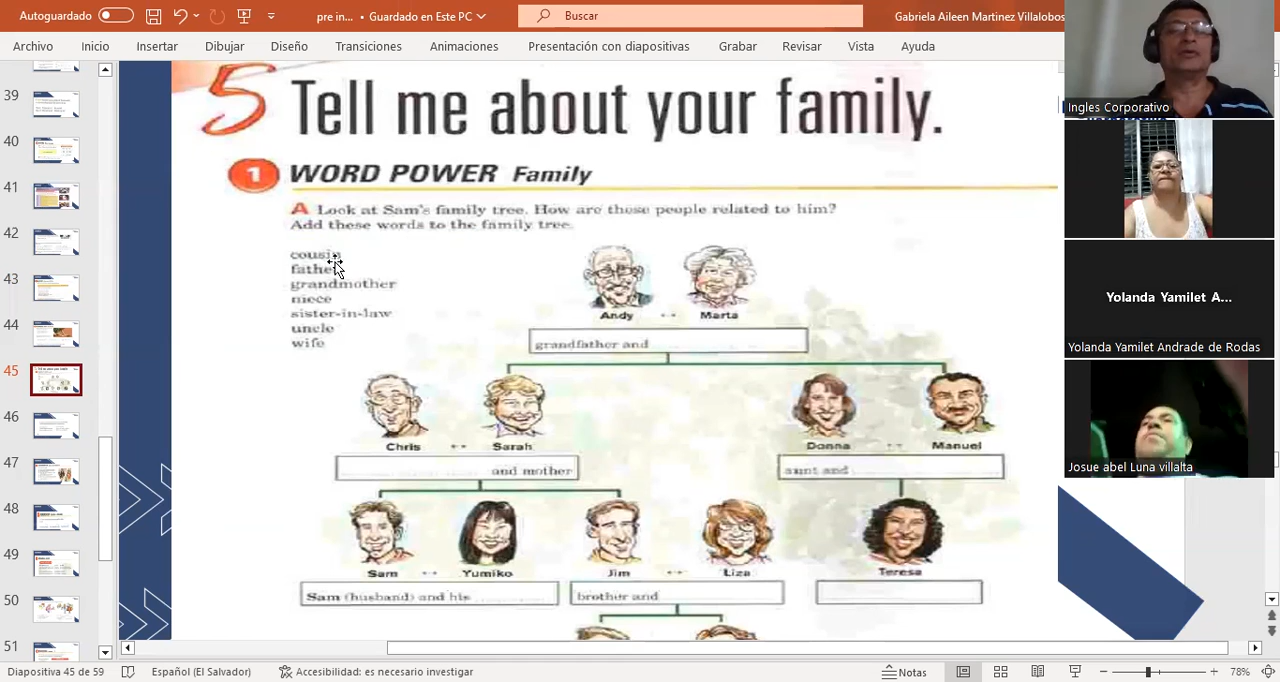 Autoguardado
pre in... • Guardado en Este PC
Buscar
Gabriela Aileen Martinez Villalobos
Archivo Inicio Insertar Dibujar Diseño Transiciones Animaciones Presentación con diapositivas Grabar Revisar Vista Ayuda
39
40
41
42
43
44
45
46
47
48
49
50
51
5 Tell me about your family.
1 WORD POWER Family
A Look at Sam's family tree. How are these people related to him?
Add these words to the family tree.
cousin
father
grandmother
niece
sister-in-law
uncle
wife
Andy Marta
grandfather and
Chris Sarah
Donna Manuel
and mother
aunt and
Sam Yumiko Jim Liza Teresa
Sam (husband) and his
brother and
Ingles Corporativo
Yolanda Yamilet A...
Yolanda Yamilet Andrade de Rodas
Josue abel Luna villalta
Diapositiva 45 de 59
Español (El Salvador)
Accesibilidad: es necesario investigar
Notas
78%